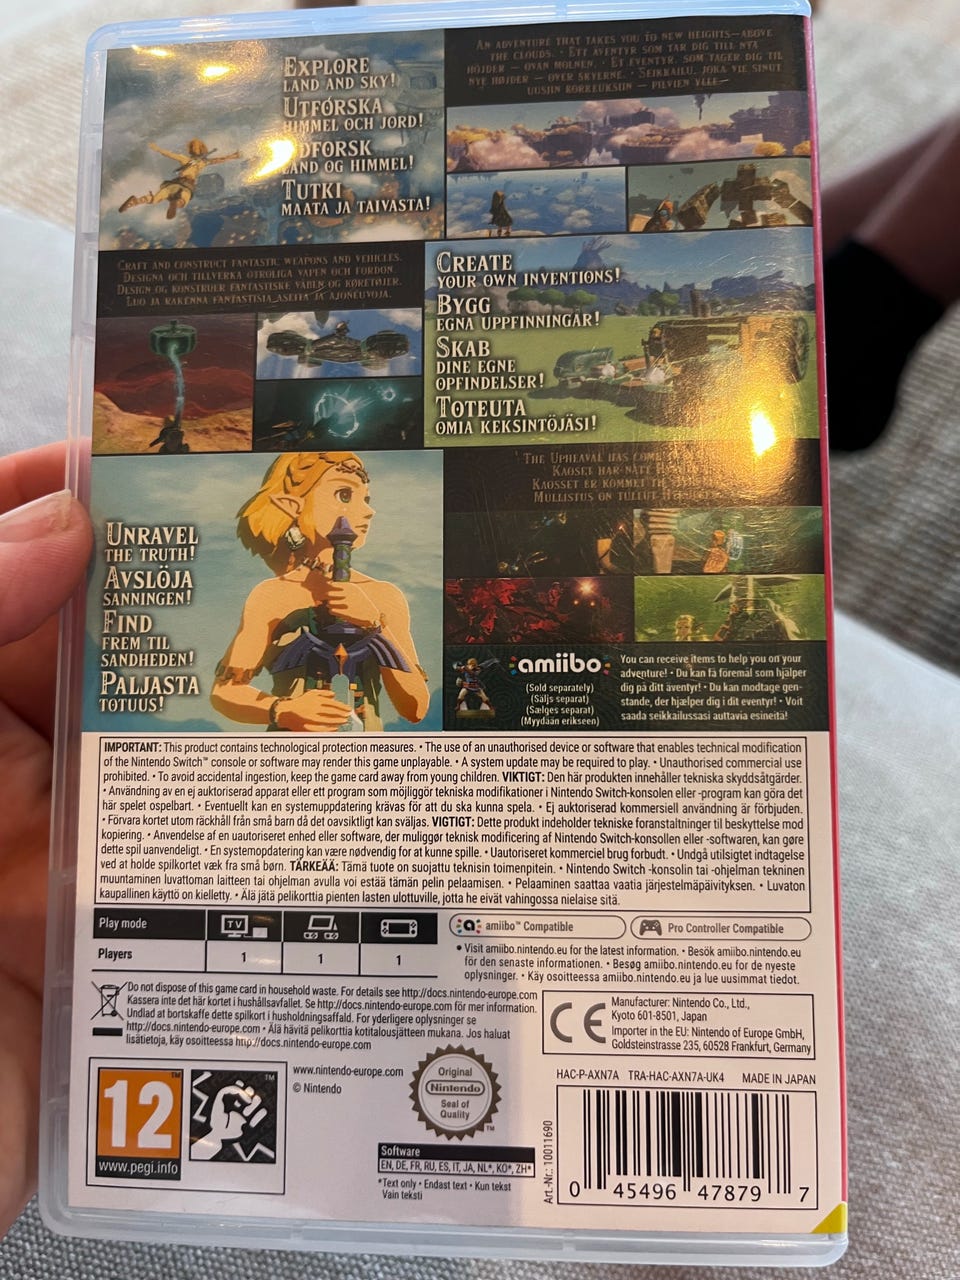 EXPLORE
LAND AND SKY!
UTFORSKA
HIMMEL OCH JORD!
UDFORSK
LAND OG HIMMEL!
TUTKI
MAATA JA TAIVASTA!
AN ADVENTURE THAT TAKES YOU TO NEW HEIGHTS—ABOVE
THE CLOUDS. • ETT ÄVENTYR SOM TAR DIG TILL NYA
HÖJDER – OVAN MOLNEN. • ET EVENTYR, SOM TAGER DIG TIL
NYE HØJDER – OVER SKYERNE. • SEIKKAILU, JOKA VIE SINUT
UUSIIN KORKEUKSIIN – PILVIEN YLLE
CRAFT AND CONSTRUCT FANTASTIC WEAPONS AND VEHICLES.
DESIGNA OCH TILLVERKA OTROLIGA VAPEN OCH FORDON.
DESIGN OG KONSTRUER FANTASTISKE VÅBEN OG KØRETØJER.
LUO JA RAKENNA FANTASTISIA ASEITA JA AJONEUVOJA.
CREATE
YOUR OWN INVENTIONS!
BYGG
EGNA UPPFINNINGAR!
SKAB
DINE EGNE
OPFINDELSER!
TOTEUTA
OMIA KEKSINTÖJÄSI!
UNRAVEL
THE TRUTH!
AVSLÖJA
SANNINGEN!
FIND
FREM TIL
SANDHEDEN!
PALJASTA
TOTUUS!
THE UPHEAVAL HAS COME
KAOSET HAR NÅTT
KAOSSET ER KOMMET TIL
MULLISTUS ON TULLUT
amiibo
(Sold separately)
(Säljs separat)
(Sælges separat)
(Myydään erikseen)
You can receive items to help you on your
adventure! • Du kan få föremål som hjälper
dig på ditt äventyr! • Du kan modtage gen-
stande, der hjælper dig i dit eventyr! • Voit
saada seikkailussasi auttavia esineitä!
IMPORTANT: This product contains technological protection measures. • The use of an unauthorised device or software that enables technical modification
of the Nintendo Switch™ console or software may render this game unplayable. • A system update may be required to play. • Unauthorised commercial use
prohibited. • To avoid accidental ingestion, keep the game card away from young children. VIKTIGT: Den här produkten innehåller tekniska skyddsåtgärder.
• Användning av en ej auktoriserad apparat eller ett program som möjliggör tekniska modifikationer i Nintendo Switch-konsolen eller -program kan göra det
här spelet ospelbart. • Eventuellt kan en systemuppdatering krävas för att du ska kunna spela. • Ej auktoriserad kommersiell användning är förbjuden.
• Förvara kortet utom räckhåll från små barn då det oavsiktligt kan sväljas. VIGTIGT: Dette produkt indeholder tekniske foranstaltninger til beskyttelse mod
kopiering. • Anvendelse af en uautoriseret enhed eller software, der muliggør teknisk modificering af Nintendo Switch-konsollen eller -softwaren, kan gøre
dette spil uanvendeligt. • En systemopdatering kan være nødvendig for at kunne spille. • Uautoriseret kommerciel brug forbudt. • Undgå utilsigtet indtagelse
ved at holde spilkortet væk fra små børn. TÄRKEÄÄ: Tämä tuote on suojattu teknisin toimenpitein. • Nintendo Switch -konsolin tai -ohjelman tekninen
muuntaminen luvattoman laitteen tai ohjelman avulla voi estää tämän pelin pelaamisen. • Pelaaminen saattaa vaatia järjestelmäpäivityksen. • Luvaton
kaupallinen käyttö on kielletty. • Älä jätä pelikorttia pienten lasten ulottuville, jotta he eivät vahingossa nielaise sitä.
Play mode
TV
Players
1 1 1
amiibo™ Compatible
Pro Controller Compatible
• Visit amiibo.nintendo.eu for the latest information. • Besök amiibo.nintendo.eu
för den senaste informationen. • Besøg amiibo.nintendo.eu for de nyeste
oplysninger. • Käy osoitteessa amiibo.nintendo.eu ja lue uusimmat tiedot.
Do not dispose of this game card in household waste. For details see http://docs.nintendo-europe.com
Kassera inte det här kortet i hushållsavfallet. Se http://docs.nintendo-europe.com för mer information.
Undlad at bortskaffe dette spilkort i husholdningsaffald. For yderligere oplysninger se
http://docs.nintendo-europe.com • Älä hävitä pelikorttia kotitalousjätteen mukana. Jos haluat
lisätietoja, käy osoitteessa http://docs.nintendo-europe.com
CE
Manufacturer: Nintendo Co., Ltd.,
Kyoto 601-8501, Japan
Importer in the EU: Nintendo of Europe GmbH,
Goldsteinstrasse 235, 60528 Frankfurt, Germany
HAC-P-AXN7A TRA-HAC-AXN7A-UK4 MADE IN JAPAN
12
TM
www.pegi.info
TM
www.nintendo-europe.com
© Nintendo
Original
Nintendo
Seal of
Quality
TM
Software
EN, DE, FR, RU, ES, IT, JA, NL*, KO*, ZH*
*Text only • Endast text • Kun tekst
Vain teksti
Art.-Nr.: 10011690
0 45496 47879 7